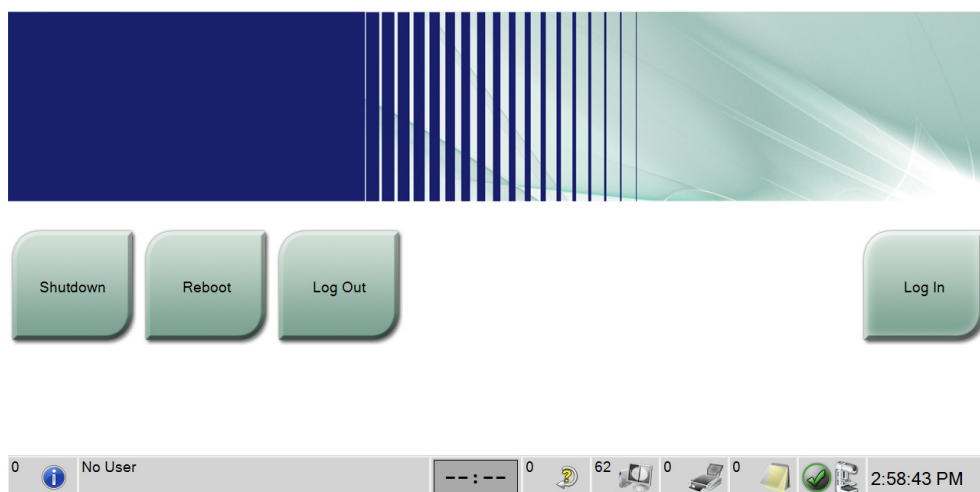 Shutdown
Reboot
Log Out
Log In
0
No User
--:--
0
62
0
0
2:58:43 PM